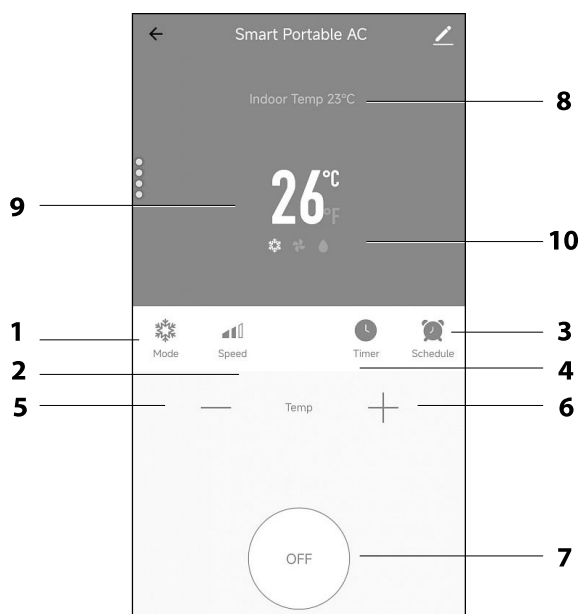 Smart Portable AC
Indoor Temp 23°C
8
26°C
°F
9
10
Mode
Speed
Timer
Schedule
1
2
3
4
Temp
5
6
OFF
7